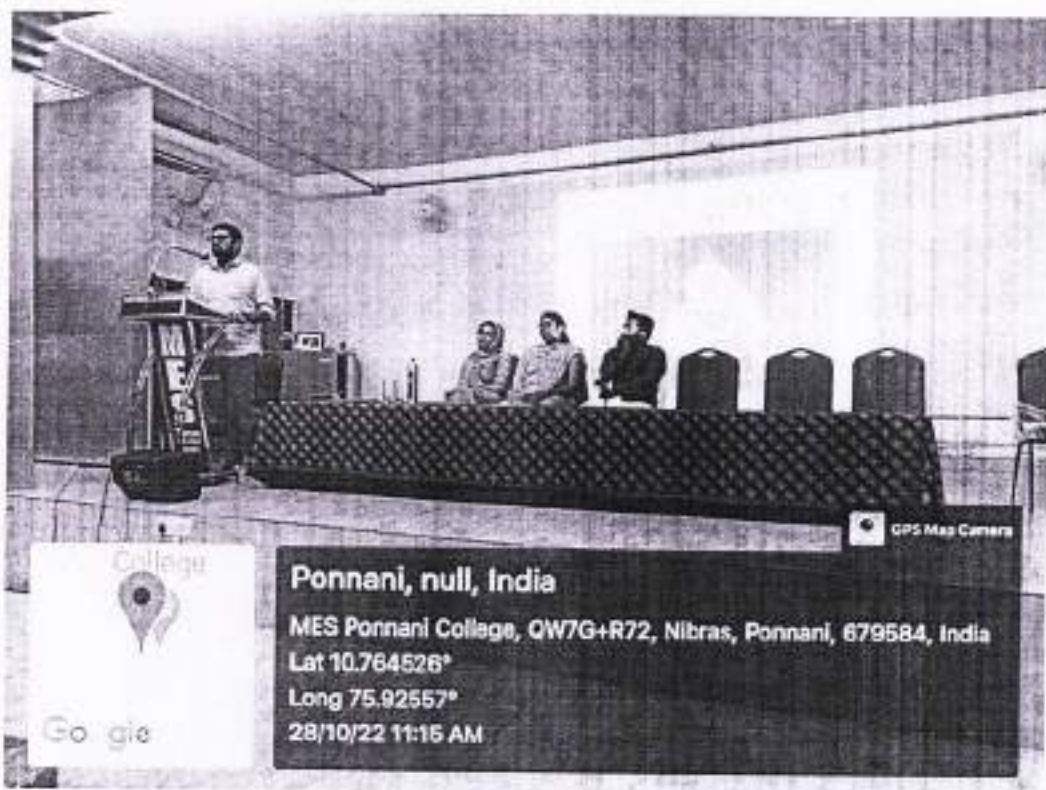 MES
GPS Map Camera
College
Google
Ponnani, null, India
MES Ponnani College, QW7G+R72, Nibras, Ponnani, 679584, India
Lat 10.764526°
Long 75.92557°
28/10/22 11:15 AM